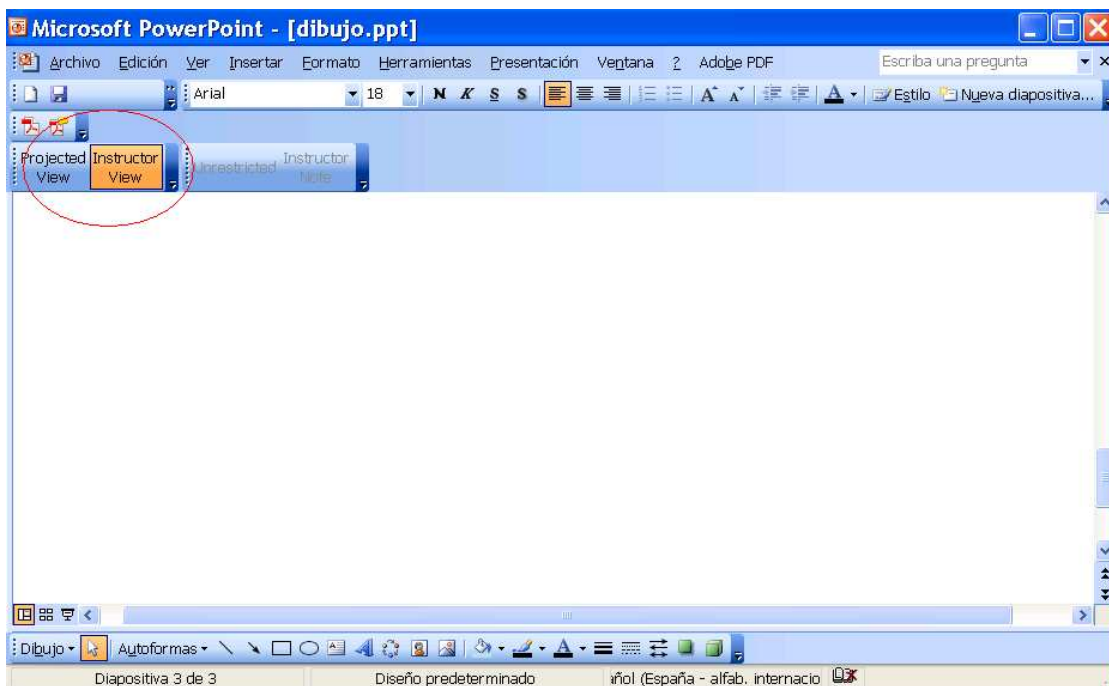 Microsoft PowerPoint - [dibujo.ppt]
Archivo Edición Ver Insertar Formato Herramientas Presentación Ventana ? Adobe PDF Escriba una pregunta
Arial 18 N K S S A A A Estilo Nueva diapositiva...
Projected View Instructor View Unrestricted Instructor Note
Dibujo Autoformas A
Diapositiva 3 de 3 Diseño predeterminado iñol (España - alfab. internacio